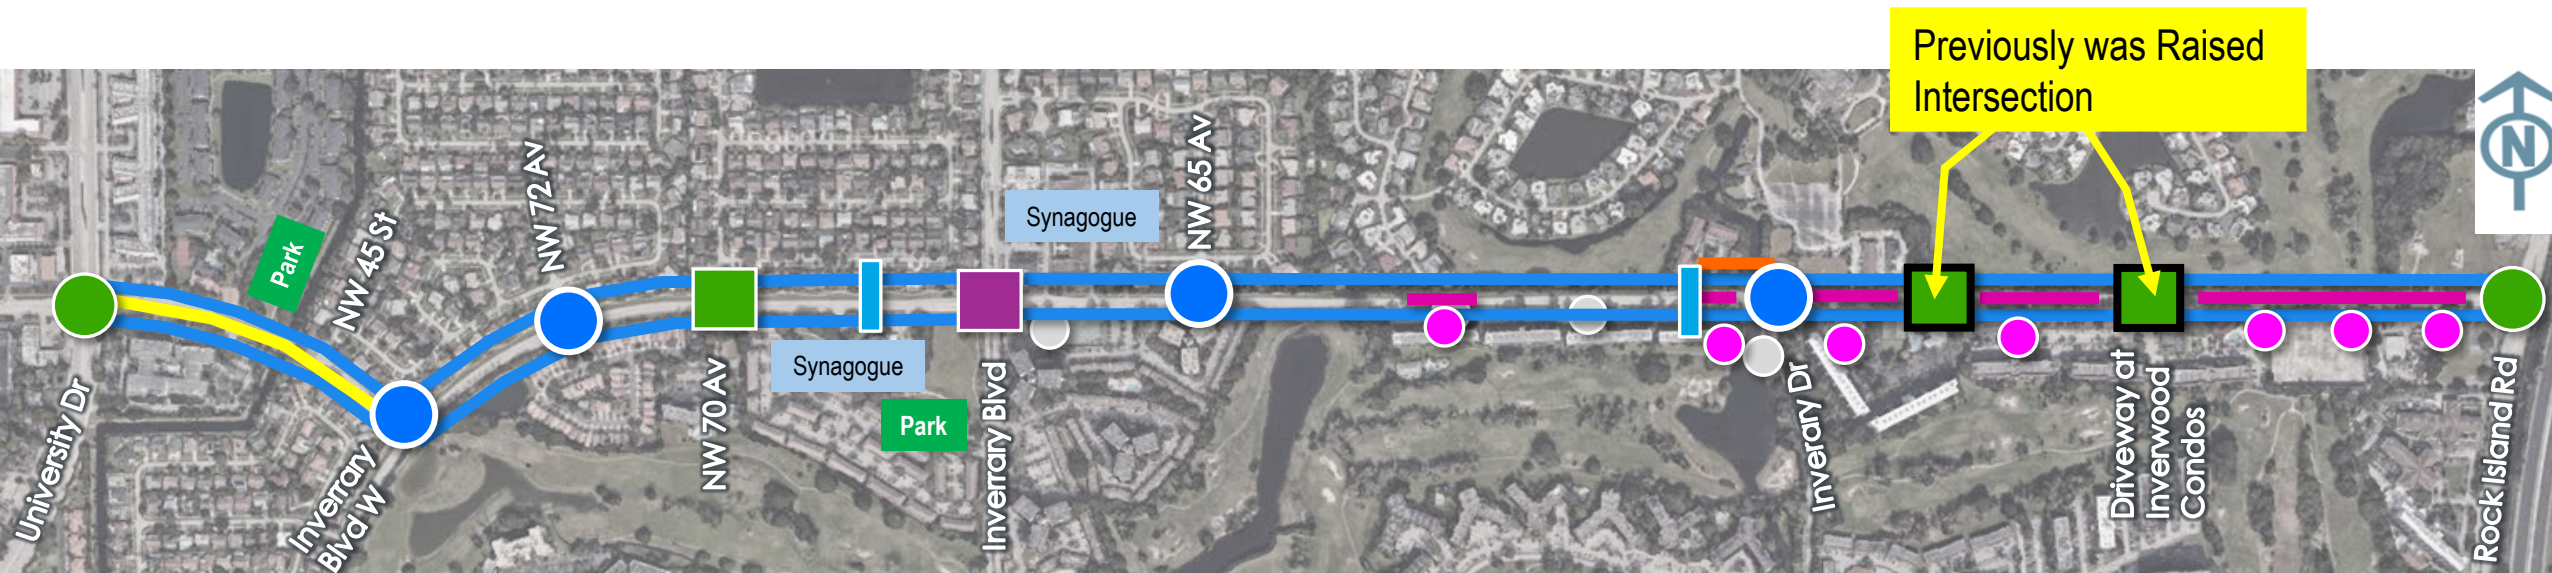 Previously was Raised
Intersection
N
University Dr
Park
NW 45 St
Inverrary
Blvd W
NW 72 Av
NW 70 Av
Synagogue
Park
Inverrary Blvd
Synagogue
NW 65 Av
Inverary Dr
Driveway at
Inverwood
Condos
Rock Island Rd